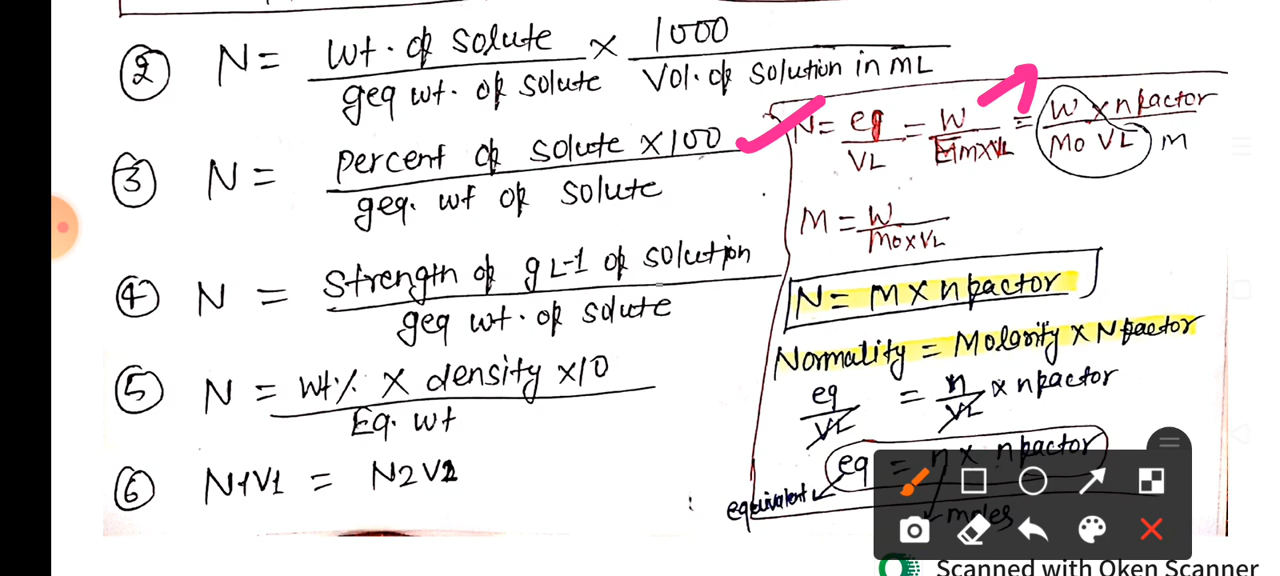 ② N = Wt. of solute / geq wt. of solute × 1000 / Vol. of solution in mL
③ N = Percent of solute × 100 / geq. wt of solute
④ N = Strength of g L-1 of solution / geq wt. of solute
⑤ N = wt% × density ×10 / Eq. wt
⑥ N1V1 = N2V2
N = eq / VL = W / Emm×VL = W × nfactor / Mo VL M
M = W / Mo×VL
N = M × nfactor
Normality = Molarity × Nfactor
eq / VL = n / VL × nfactor
eq = n × nfactor
equivalent
moles
Scanned with Oken Scanner